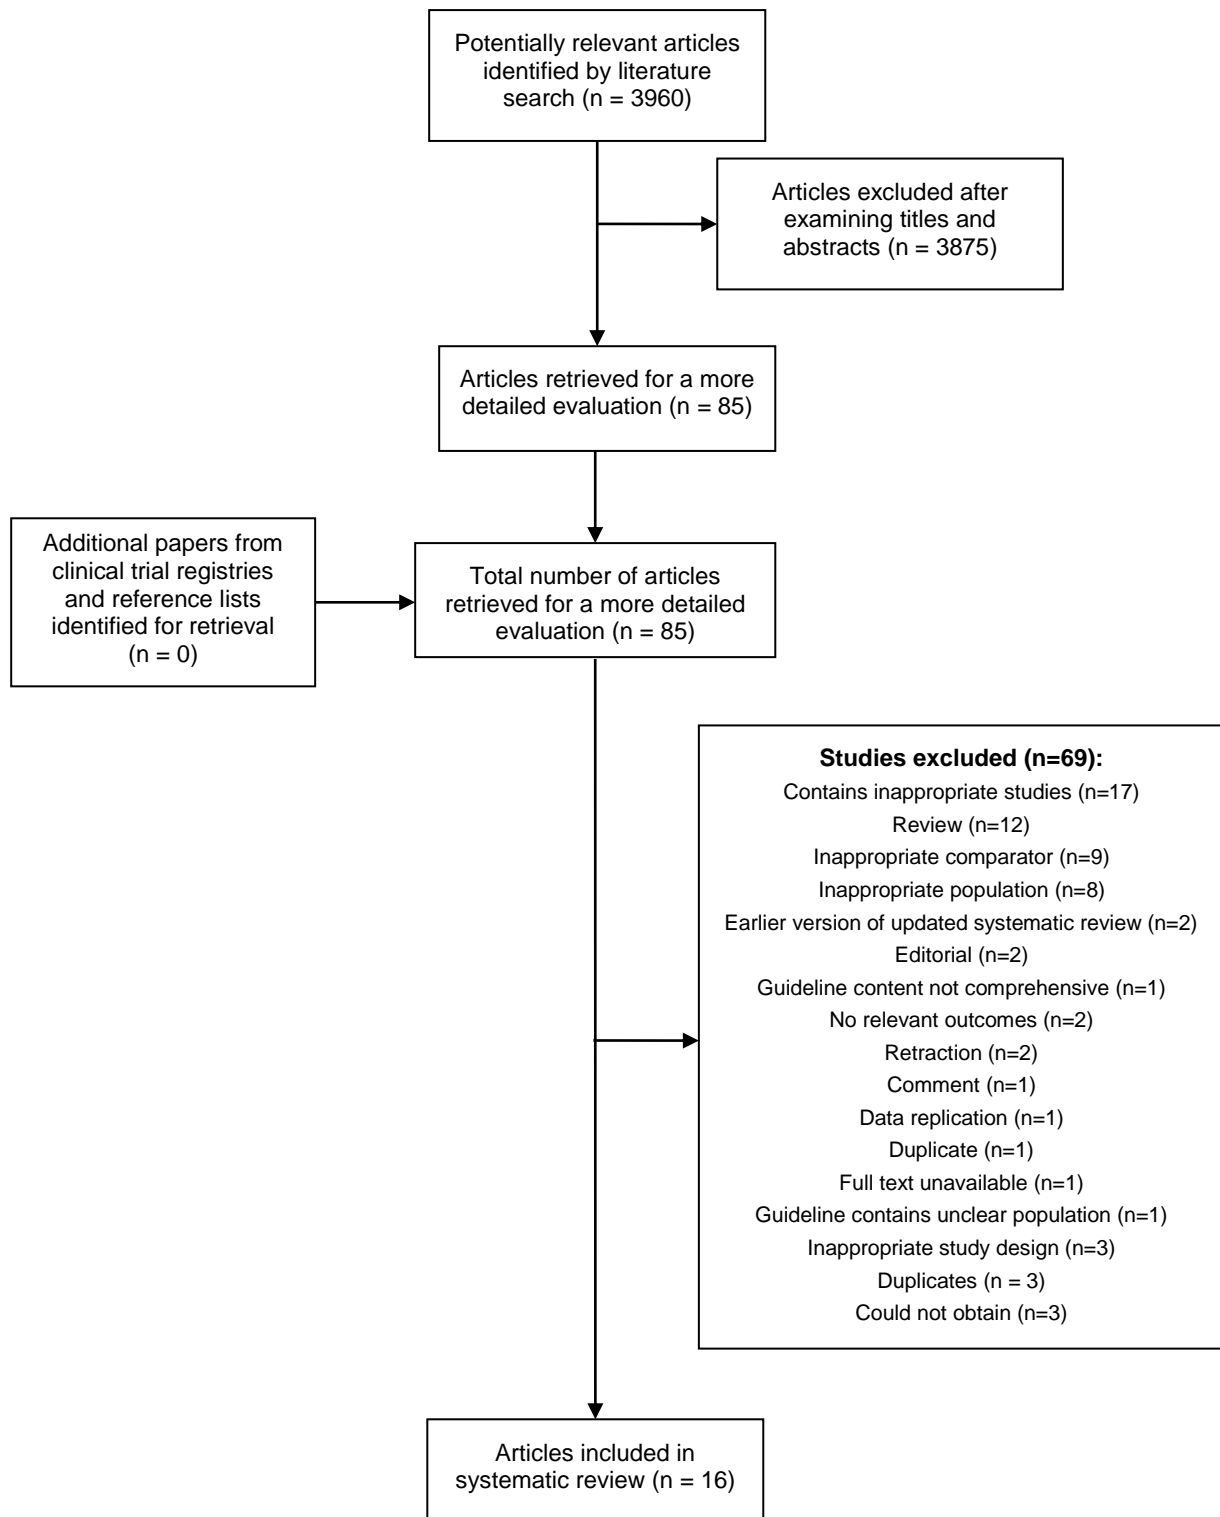 Potentially relevant articles
identified by literature
search (n = 3960)
Articles excluded after
examining titles and
abstracts (n = 3875)
Articles retrieved for a more
detailed evaluation (n = 85)
Additional papers from
clinical trial registries
and reference lists
identified for retrieval
(n = 0)
Total number of articles
retrieved for a more detailed
evaluation (n = 85)
Studies excluded (n=69):
Contains inappropriate studies (n=17)
Review (n=12)
Inappropriate comparator (n=9)
Inappropriate population (n=8)
Earlier version of updated systematic review (n=2)
Editorial (n=2)
Guideline content not comprehensive (n=1)
No relevant outcomes (n=2)
Retraction (n=2)
Comment (n=1)
Data replication (n=1)
Duplicate (n=1)
Full text unavailable (n=1)
Guideline contains unclear population (n=1)
Inappropriate study design (n=3)
Duplicates (n = 3)
Could not obtain (n=3)
Articles included in
systematic review (n = 16)